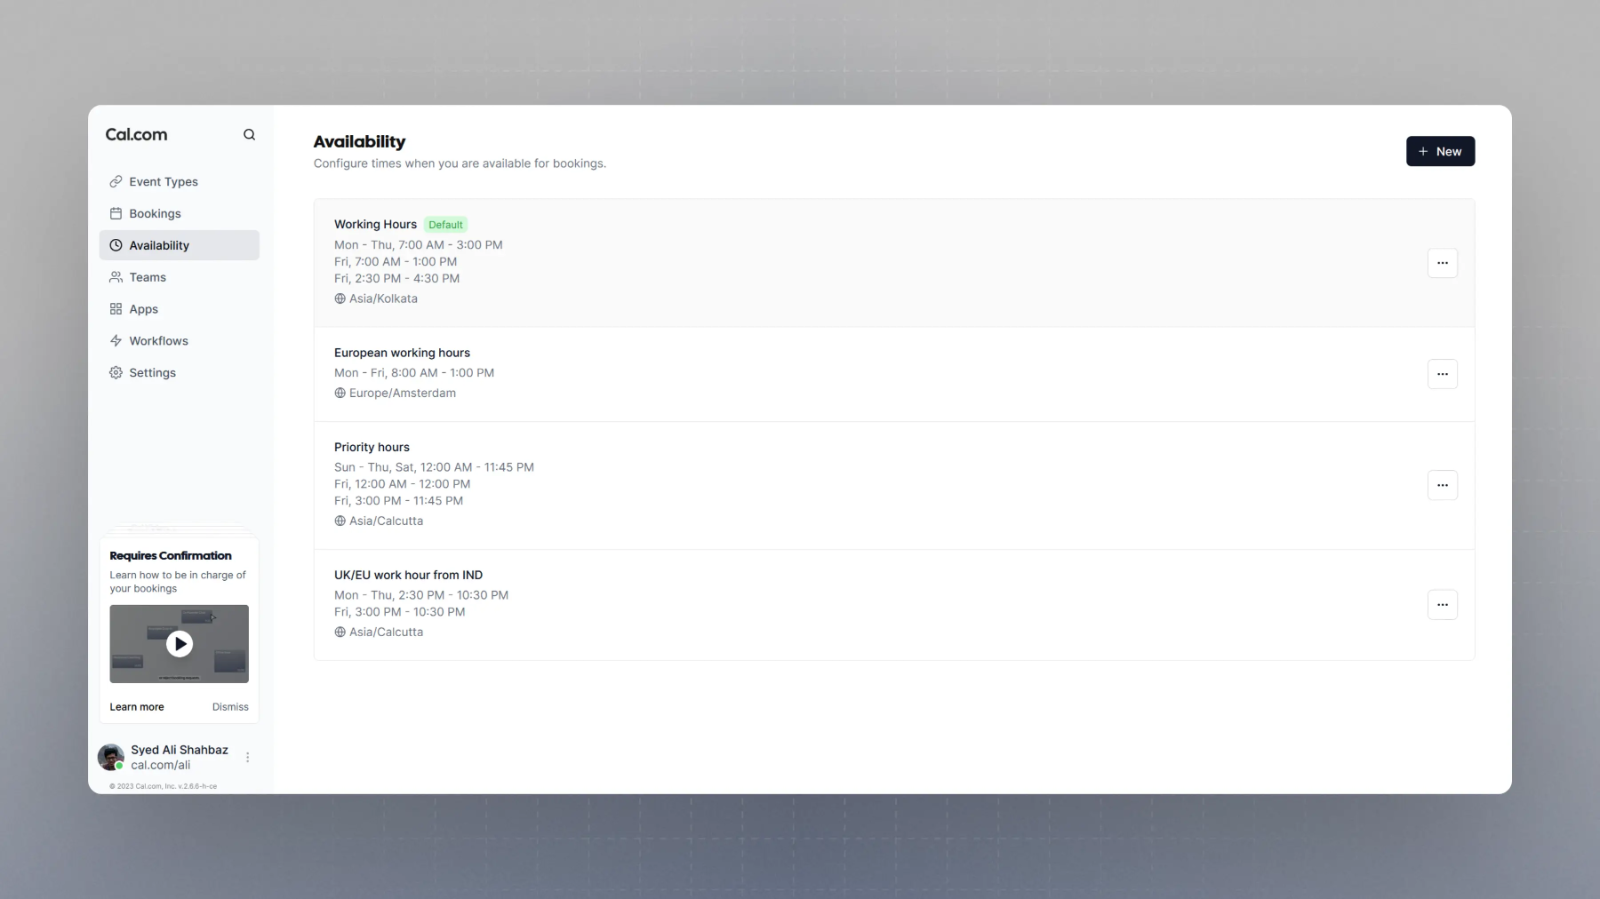 Cal.com
Event Types
Bookings
Availability
Teams
Apps
Workflows
Settings
Requires Confirmation
Learn how to be in charge of
your bookings
Learn more
Dismiss
Syed Ali Shahbaz
cal.com/ali
© 2023 Cal.com, Inc. v.2.6.6-h-ce
Availability
Configure times when you are available for bookings.
+ New
Working Hours Default
Mon - Thu, 7:00 AM - 3:00 PM
Fri, 7:00 AM - 1:00 PM
Fri, 2:30 PM - 4:30 PM
Asia/Kolkata
European working hours
Mon - Fri, 8:00 AM - 1:00 PM
Europe/Amsterdam
Priority hours
Sun - Thu, Sat, 12:00 AM - 11:45 PM
Fri, 12:00 AM - 12:00 PM
Fri, 3:00 PM - 11:45 PM
Asia/Calcutta
UK/EU work hour from IND
Mon - Thu, 2:30 PM - 10:30 PM
Fri, 3:00 PM - 10:30 PM
Asia/Calcutta